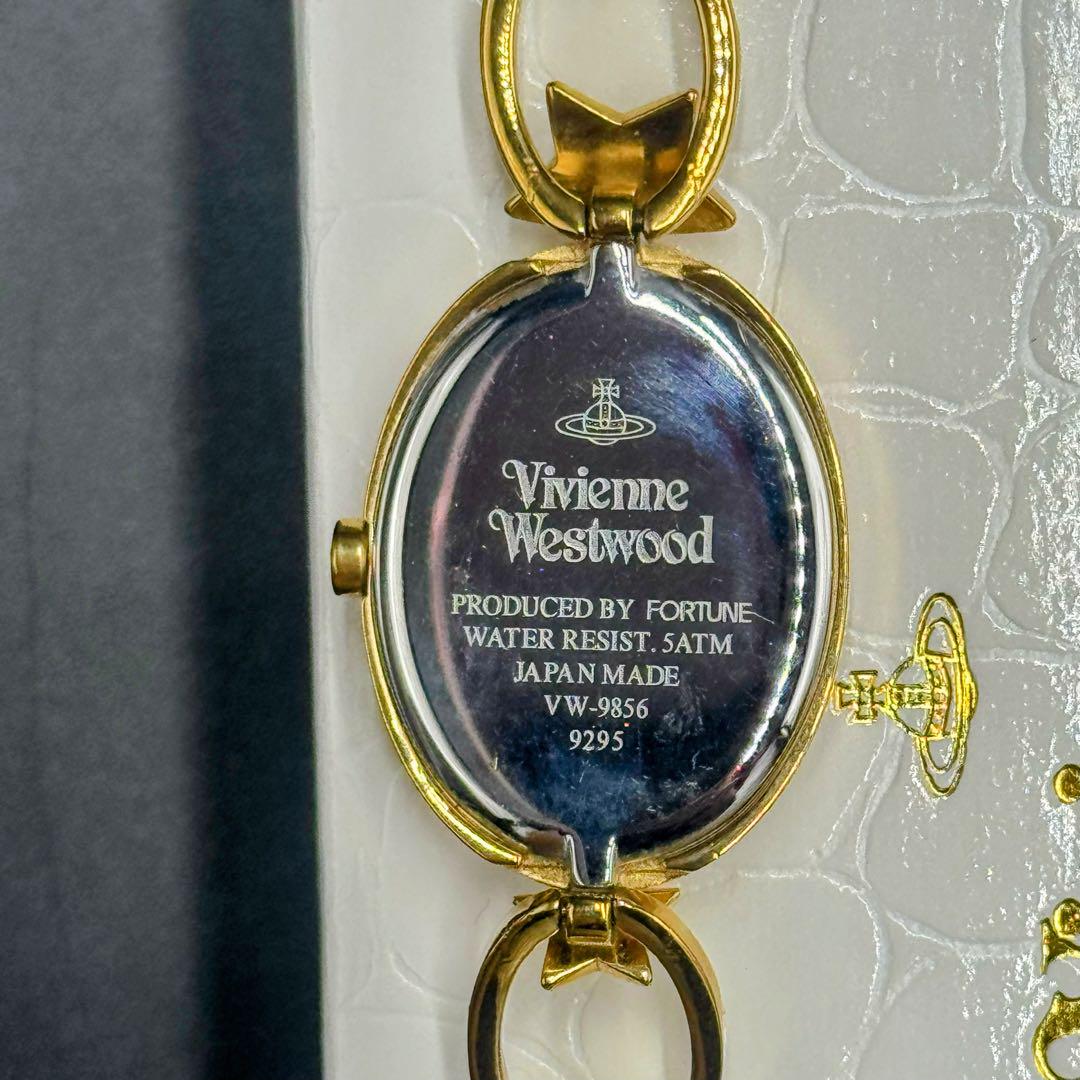 Vivienne
Westwood
PRODUCED BY FORTUNE
WATER RESIST. 5ATM
JAPAN MADE
VW-9856
9295